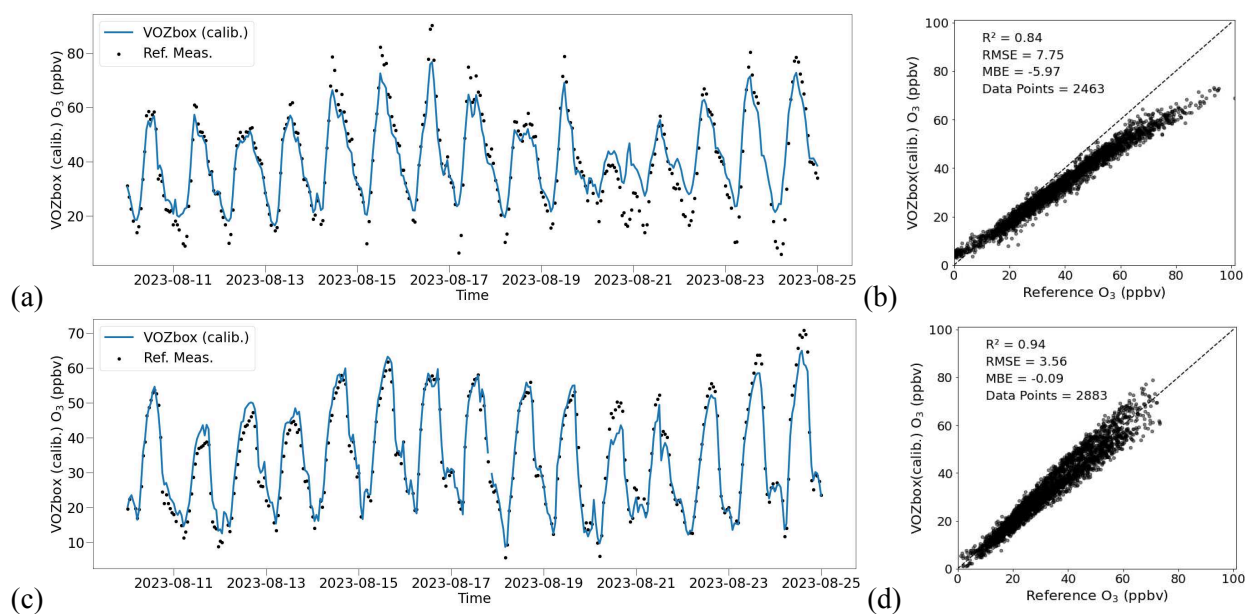 VOZbox (calib.) O₃ (ppbv)
VOZbox (calib.)
Ref. Meas.
80
60
40
20
2023-08-11 2023-08-13 2023-08-15 2023-08-17 2023-08-19 2023-08-21 2023-08-23 2023-08-25
Time
(a)
VOZbox(calib.) O₃ (ppbv)
R² = 0.84
RMSE = 7.75
MBE = -5.97
Data Points = 2463
100
80
60
40
20
0
0 20 40 60 80 100
Reference O₃ (ppbv)
(b)
VOZbox (calib.) O₃ (ppbv)
VOZbox (calib.)
Ref. Meas.
70
60
50
40
30
20
10
2023-08-11 2023-08-13 2023-08-15 2023-08-17 2023-08-19 2023-08-21 2023-08-23 2023-08-25
Time
(c)
VOZbox(calib.) O₃ (ppbv)
R² = 0.94
RMSE = 3.56
MBE = -0.09
Data Points = 2883
100
80
60
40
20
0
0 20 40 60 80 100
Reference O₃ (ppbv)
(d)